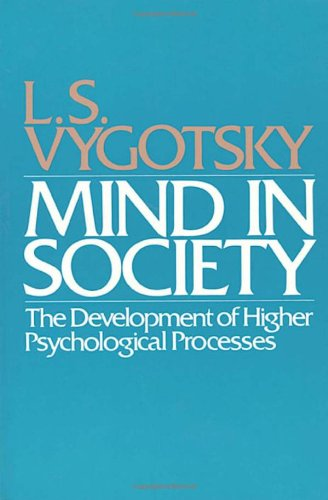 L.S.
VYGOTSKY
MIND IN
SOCIETY
The Development of Higher
Psychological Processes